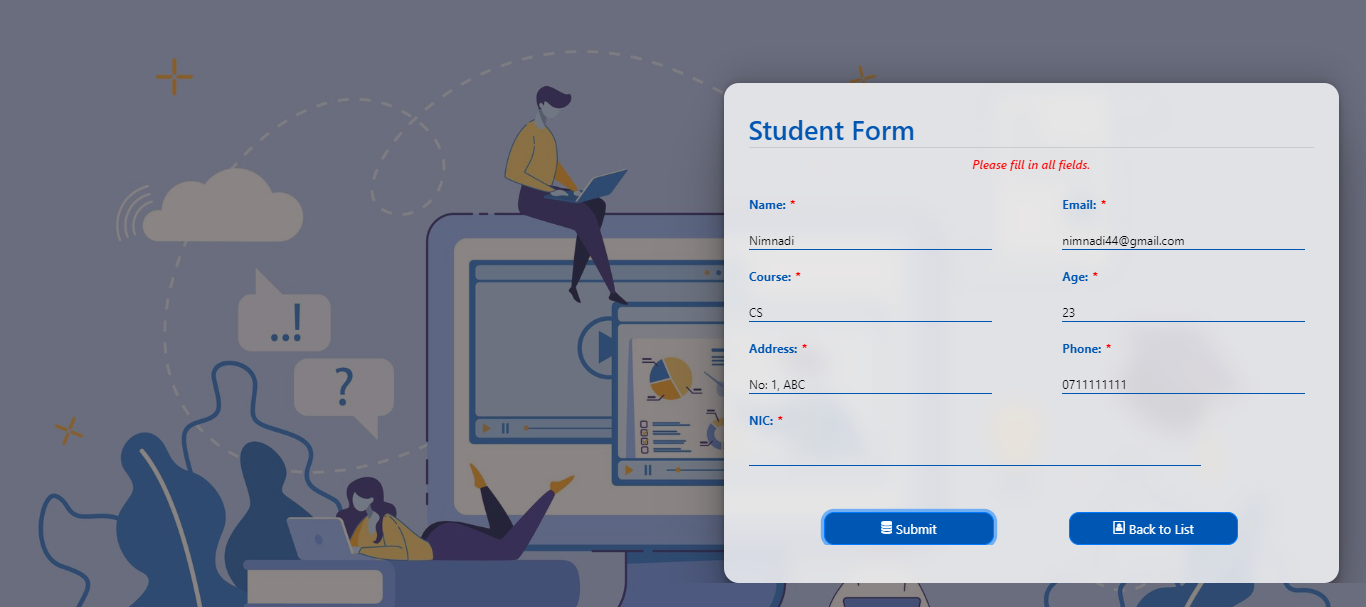 Student Form
Please fill in all fields.
Name: * Email: *
Nimnadi nimnadi44@gmail.com
Course: * Age: *
CS 23
Address: * Phone: *
No: 1, ABC 0711111111
NIC: *
Submit Back to List
...!
?